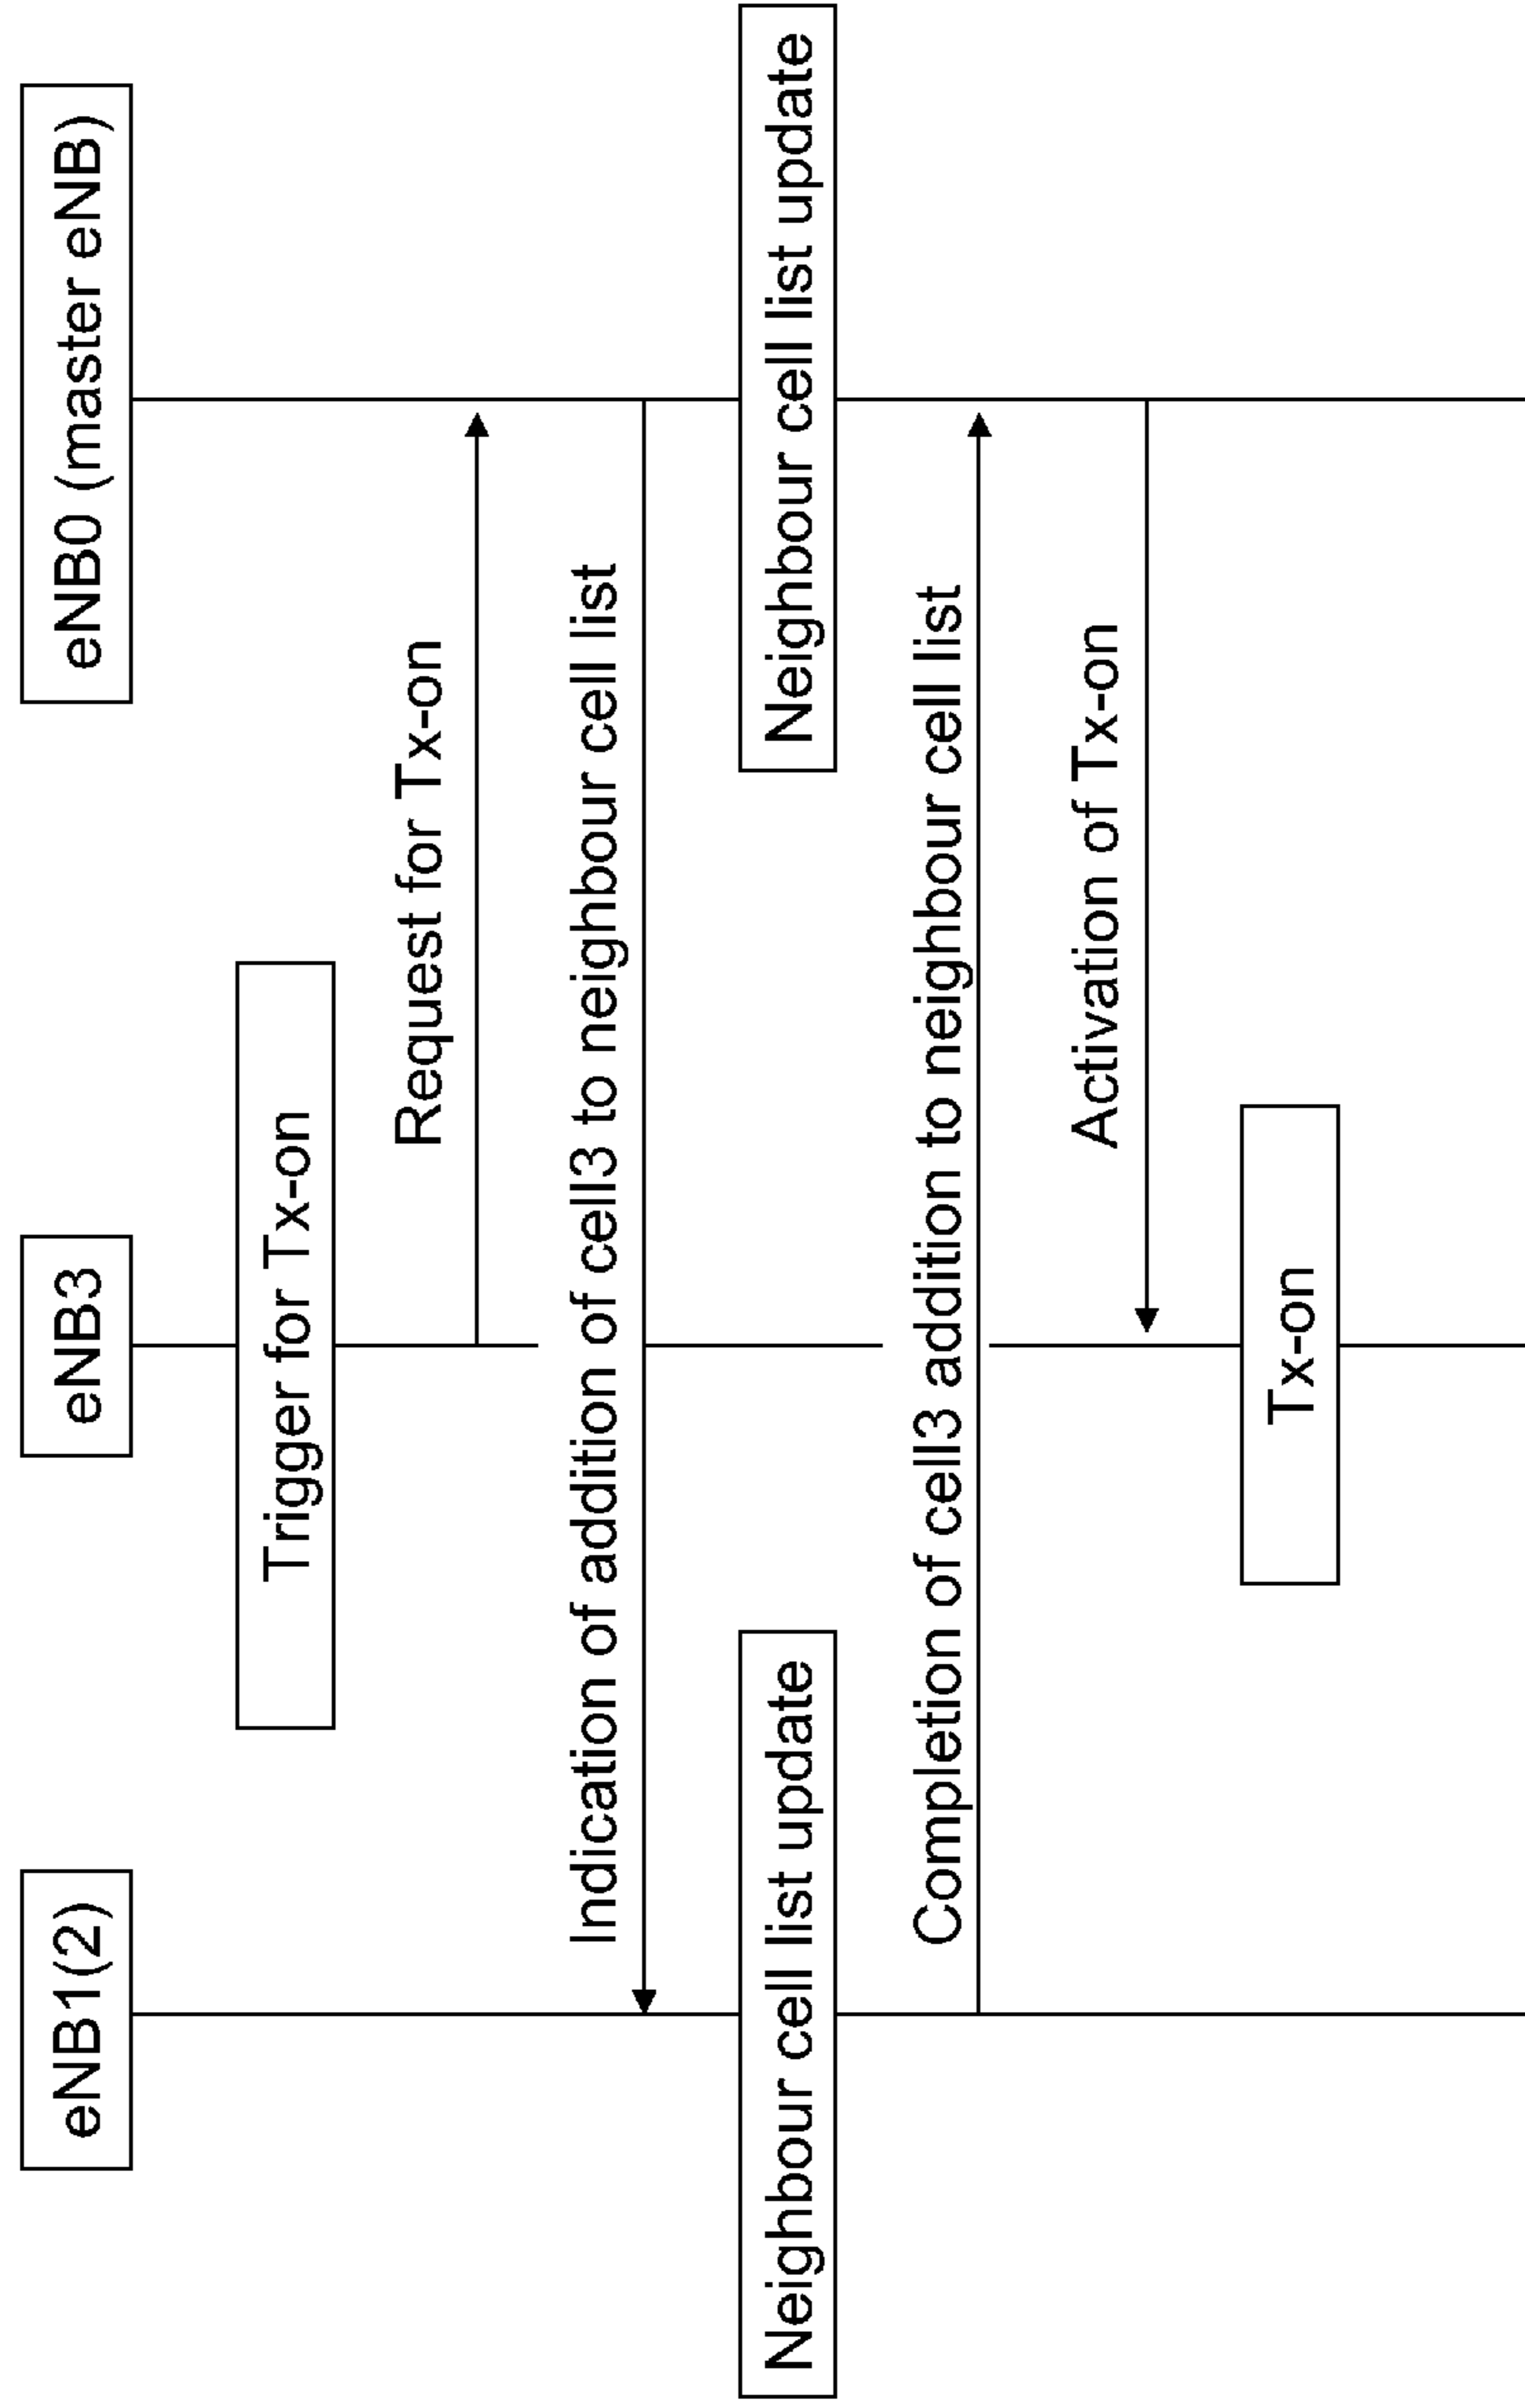 eNB1(2)
eNB3
eNB0 (master eNB)
Trigger for Tx-on
Request for Tx-on
Indication of addition of cell3 to neighbour cell list
Neighbour cell list update
Neighbour cell list update
Completion of cell3 addition to neighbour cell list
Activation of Tx-on
Tx-on